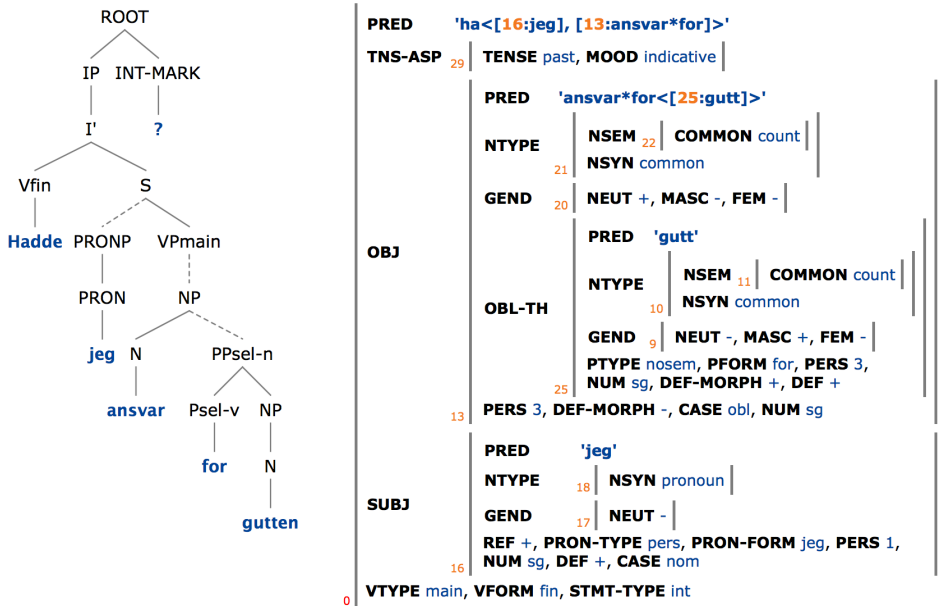 ROOT
IP INT-MARK
I' ?
Vfin S
Hadde PRONP VPmain
PRON NP
jeg N PPsel-n
ansvar Psel-v NP
for N
gutten
PRED 'ha<[16:jeg], [13:ansvar*for]>'
TNS-ASP 29 TENSE past, MOOD indicative
PRED 'ansvar*for<[25:gutt]>'
NTYPE NSEM 22 COMMON count
21 NSYN common
GEND 20 NEUT +, MASC -, FEM -
OBJ
PRED 'gutt'
NTYPE NSEM 11 COMMON count
10 NSYN common
OBL-TH
GEND 9 NEUT -, MASC +, FEM -
PTYPE nosem, PFORM for, PERS 3,
25 NUM sg, DEF-MORPH +, DEF +
13 PERS 3, DEF-MORPH -, CASE obl, NUM sg
PRED 'jeg'
NTYPE 18 NSYN pronoun
SUBJ
GEND 17 NEUT -
REF +, PRON-TYPE pers, PRON-FORM jeg, PERS 1,
16 NUM sg, DEF +, CASE nom
0 VTYPE main, VFORM fin, STMT-TYPE int